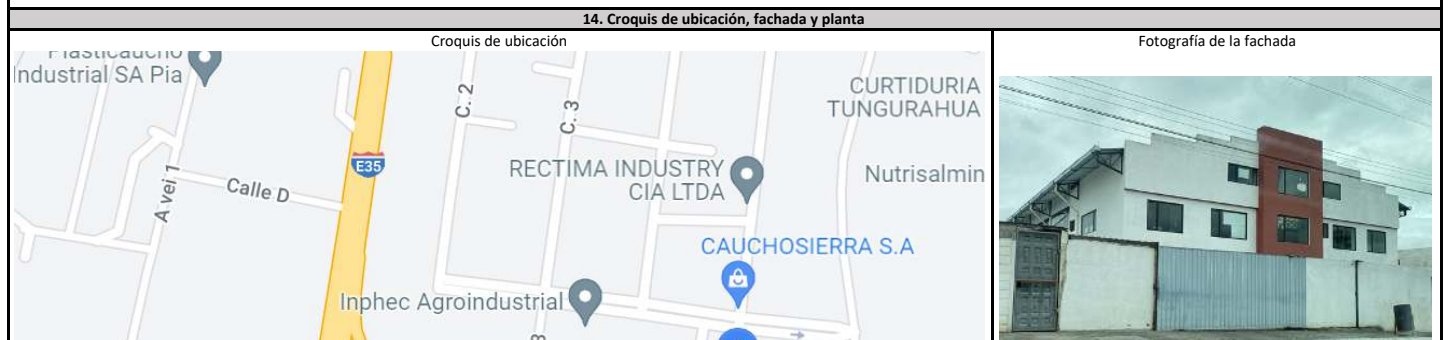 14. Croquis de ubicación, fachada y planta
Croquis de ubicación
Fotografía de la fachada
Plasticaucho
Industrial SA Pia
C. 2
C. 3
CURTIDURIA
TUNGURAHUA
E35
RECTIMA INDUSTRY
CIA LTDA
Nutrisalmin
A vei 1
Calle D
CAUCHOSIERRA S.A
Inphec Agroindustrial